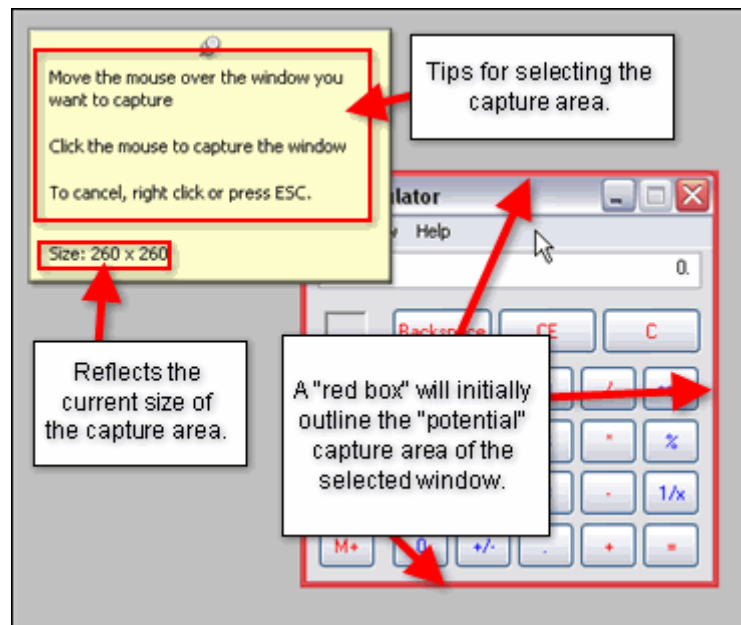 Move the mouse over the window you
want to capture
Click the mouse to capture the window
To cancel, right click or press ESC.
Size: 260 x 260
Tips for selecting the
capture area.
Reflects the
current size of
the capture area.
A "red box" will initially
outline the "potential"
capture area of the
selected window.
Help
0.
Backspace CE C
%
1/x
M+ 0 +/- . + =